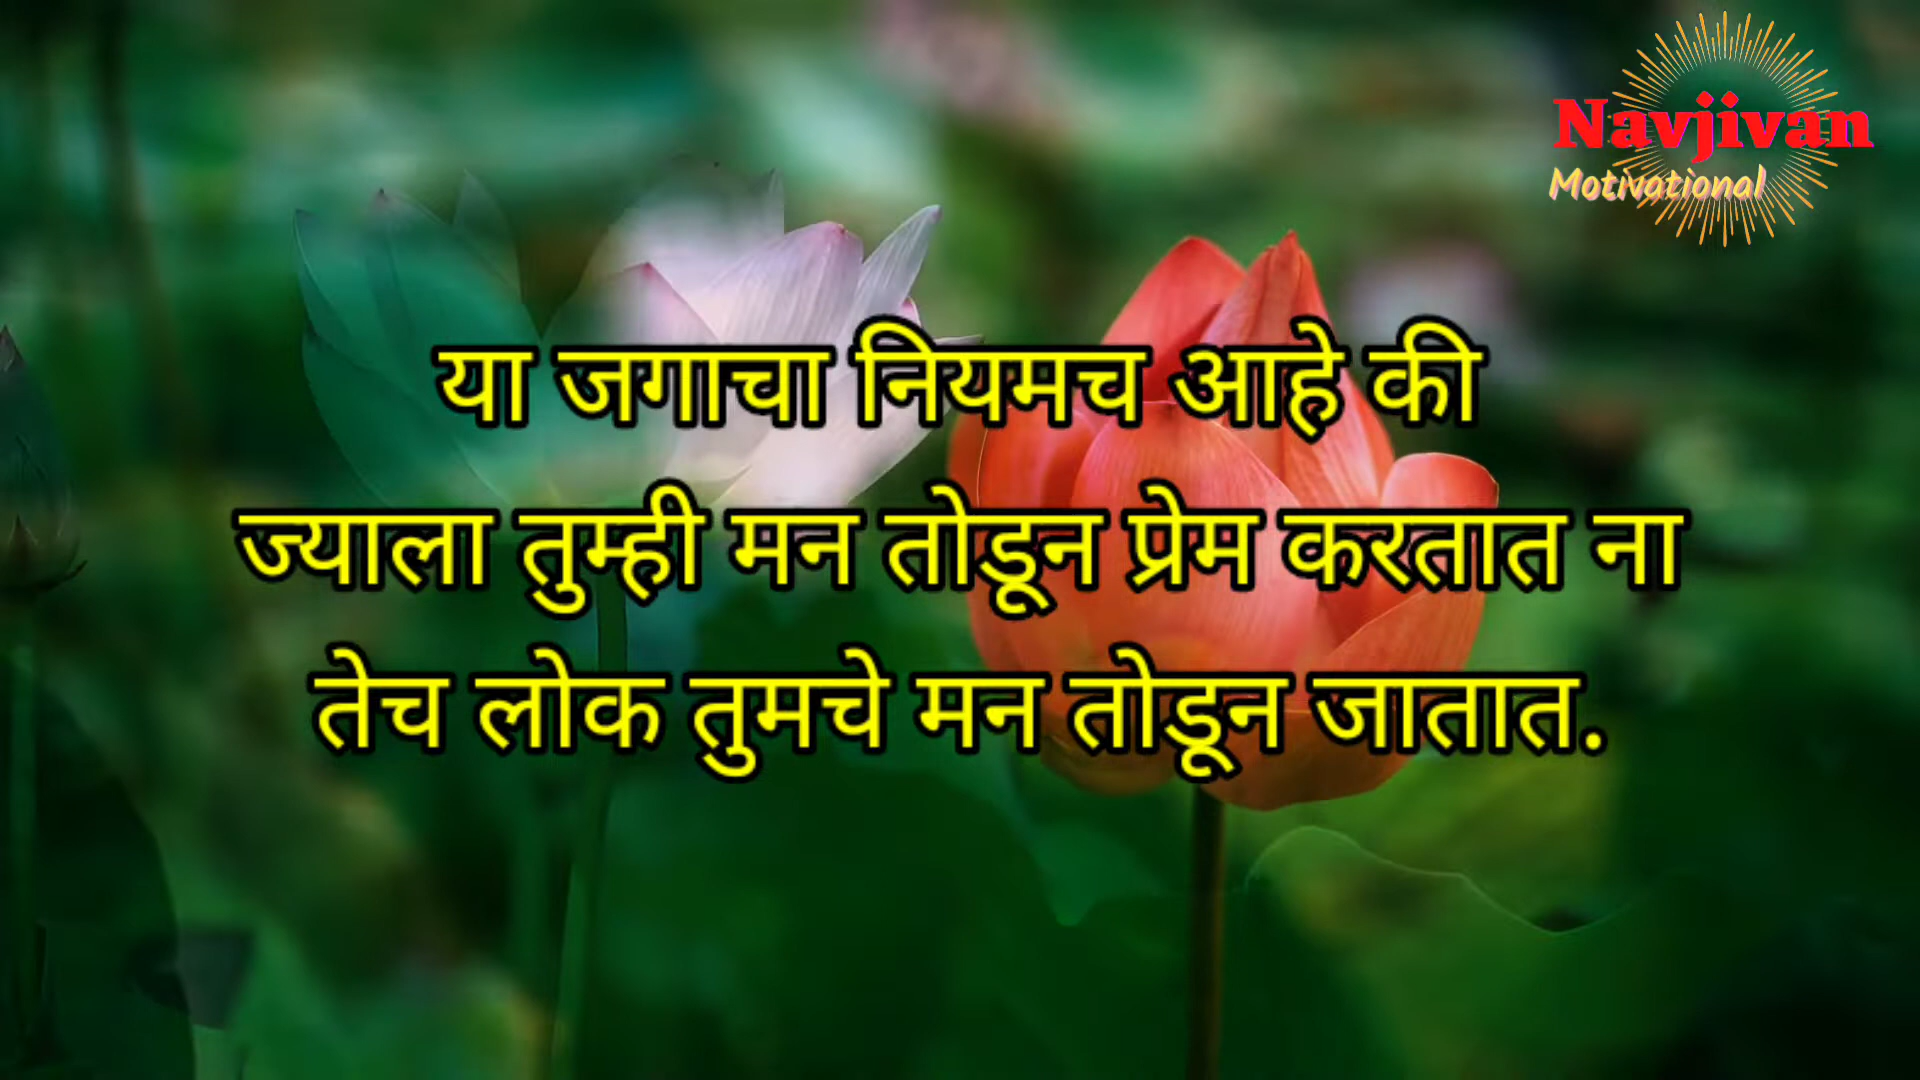 Navjivan
Motivational
या जगाचा नियमच आहे की
ज्याला तुम्ही मन तोडून प्रेम करतात ना
तेच लोक तुमचे मन तोडून जातात.